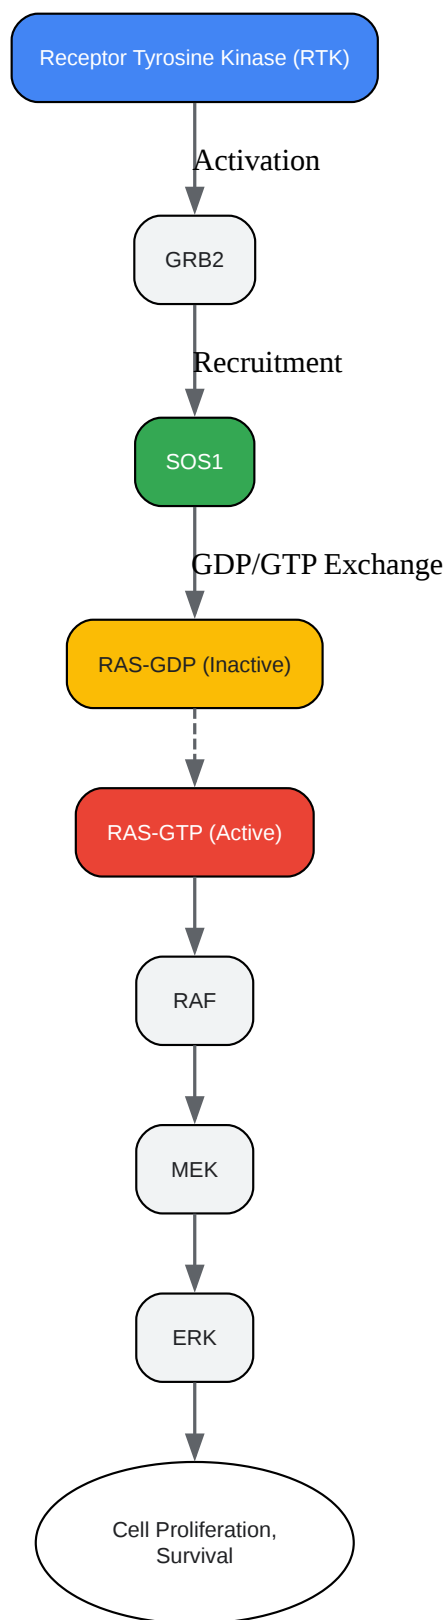 Receptor Tyrosine Kinase (RTK)
Activation
GRB2
Recruitment
SOS1
GDP/GTP Exchange
RAS-GDP (Inactive)
RAS-GTP (Active)
RAF
MEK
ERK
Cell Proliferation,
Survival